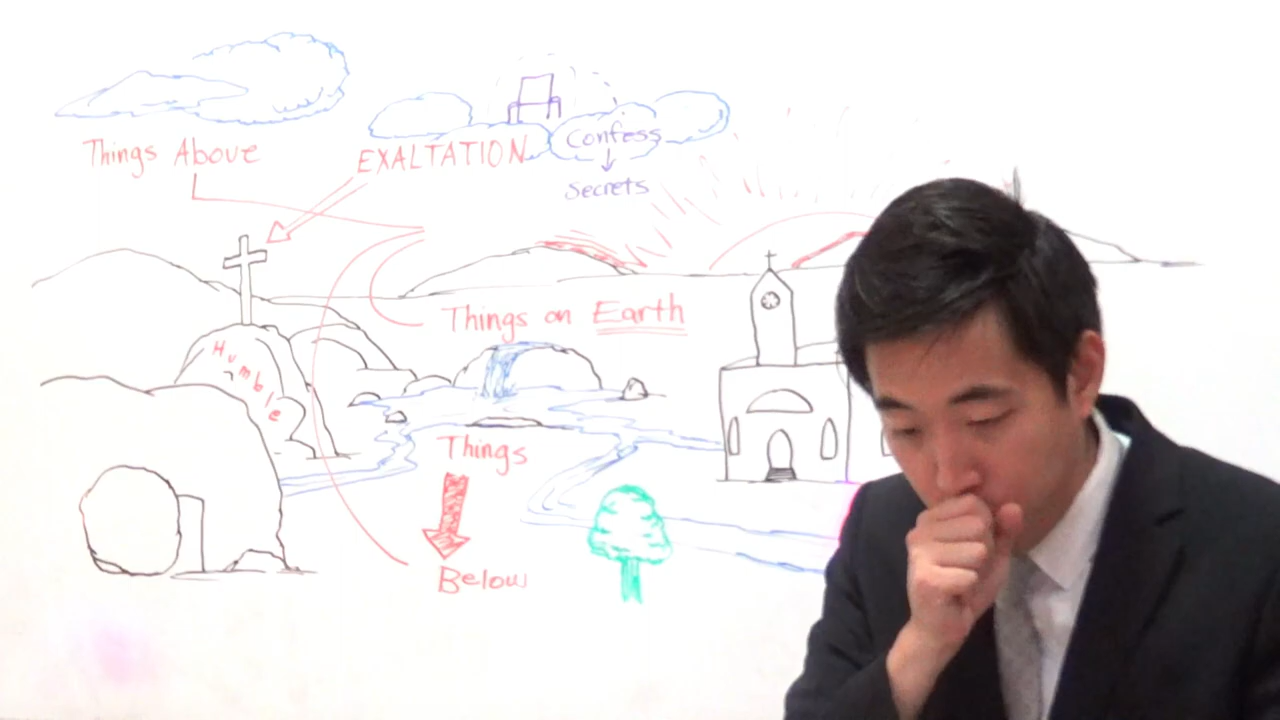 Things Above
EXALTATION
Confess
Secrets
Things on Earth
Humble
Things
Below